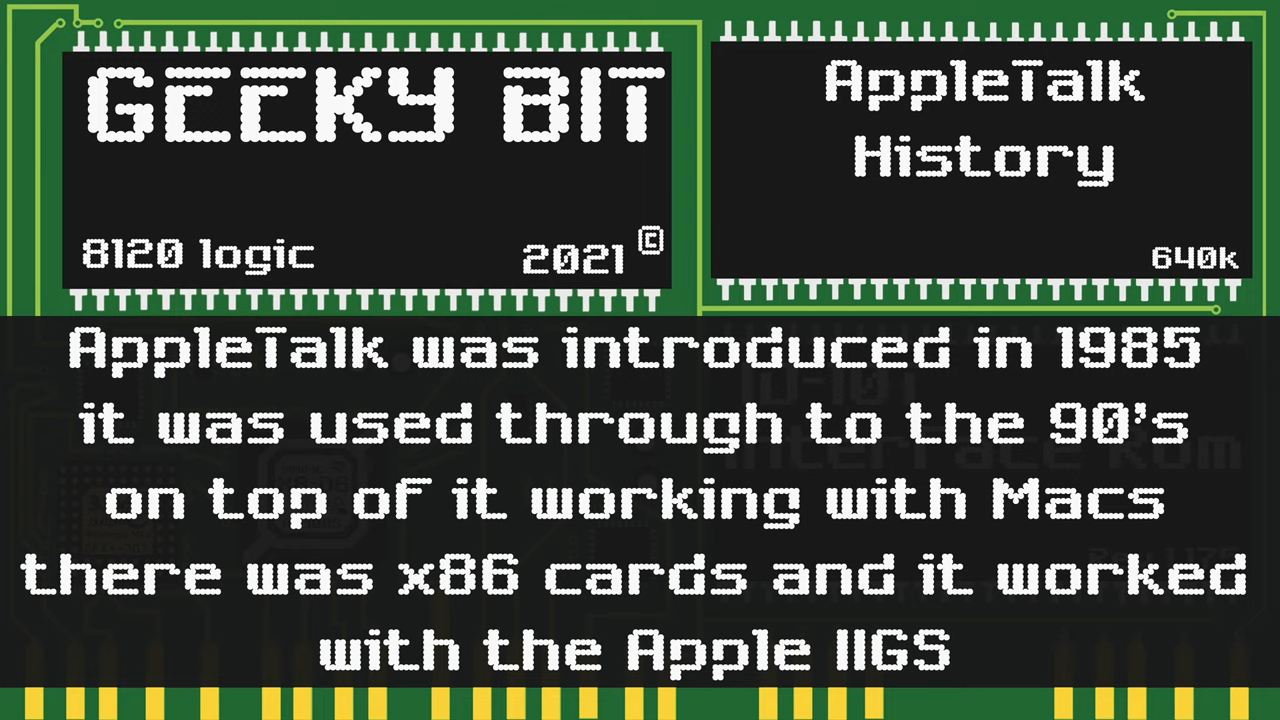 GEEKY BIT
8120 logic
2021 ©
AppleTalk
History
640k
AppleTalk was introduced in 1985
it was used through to the 90's
on top of it working with Macs
there was x86 cards and it worked
with the Apple IIGS
Interface Rom